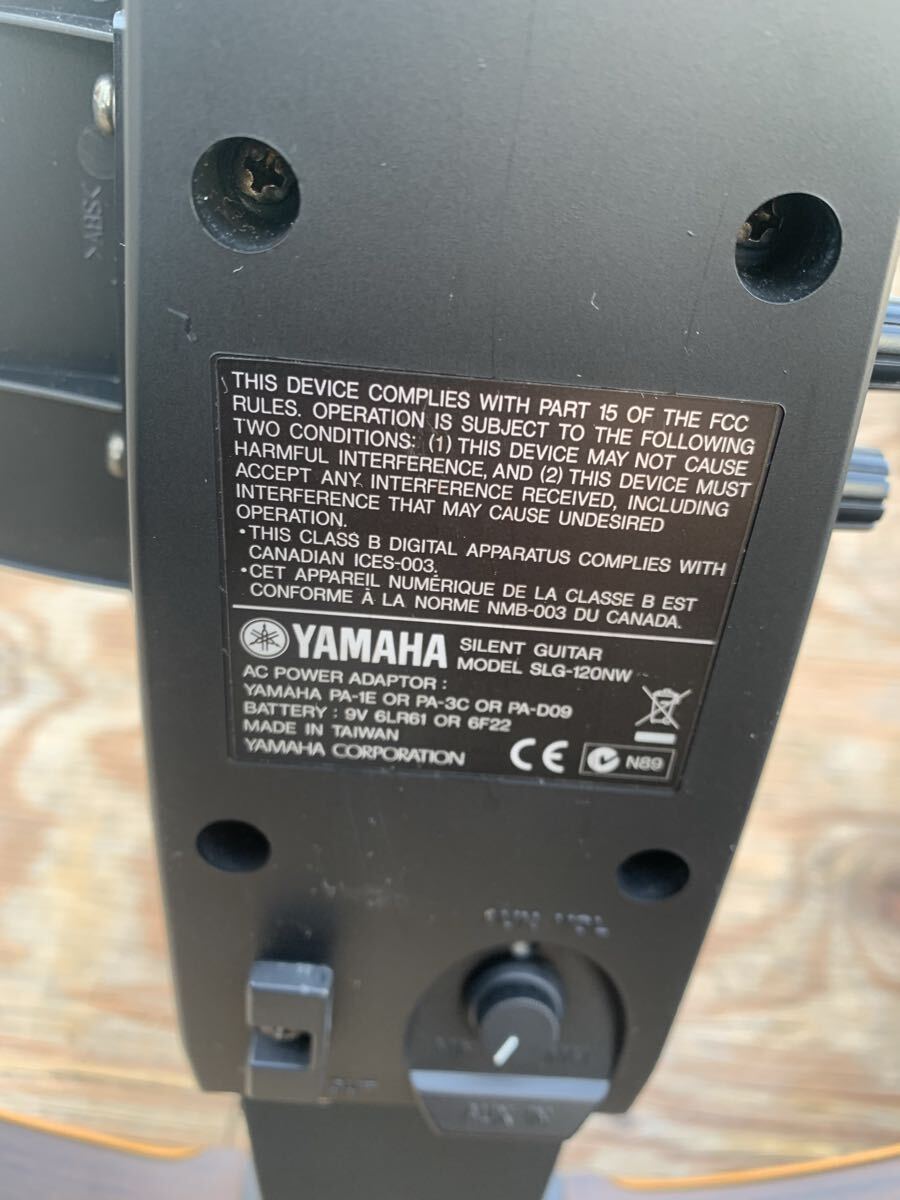 >ABS<
THIS DEVICE COMPLIES WITH PART 15 OF THE FCC
RULES. OPERATION IS SUBJECT TO THE FOLLOWING
TWO CONDITIONS: (1) THIS DEVICE MAY NOT CAUSE
HARMFUL INTERFERENCE, AND (2) THIS DEVICE MUST
ACCEPT ANY INTERFERENCE RECEIVED, INCLUDING
INTERFERENCE THAT MAY CAUSE UNDESIRED
OPERATION.
•THIS CLASS B DIGITAL APPARATUS COMPLIES WITH
CANADIAN ICES-003.
•CET APPAREIL NUMÉRIQUE DE LA CLASSE B EST
CONFORME À LA NORME NMB-003 DU CANADA.
YAMAHA SILENT GUITAR
MODEL SLG-120NW
AC POWER ADAPTOR :
YAMAHA PA-1E OR PA-3C OR PA-D09
BATTERY : 9V 6LR61 OR 6F22
MADE IN TAIWAN
YAMAHA CORPORATION
CE N89
AUX IN